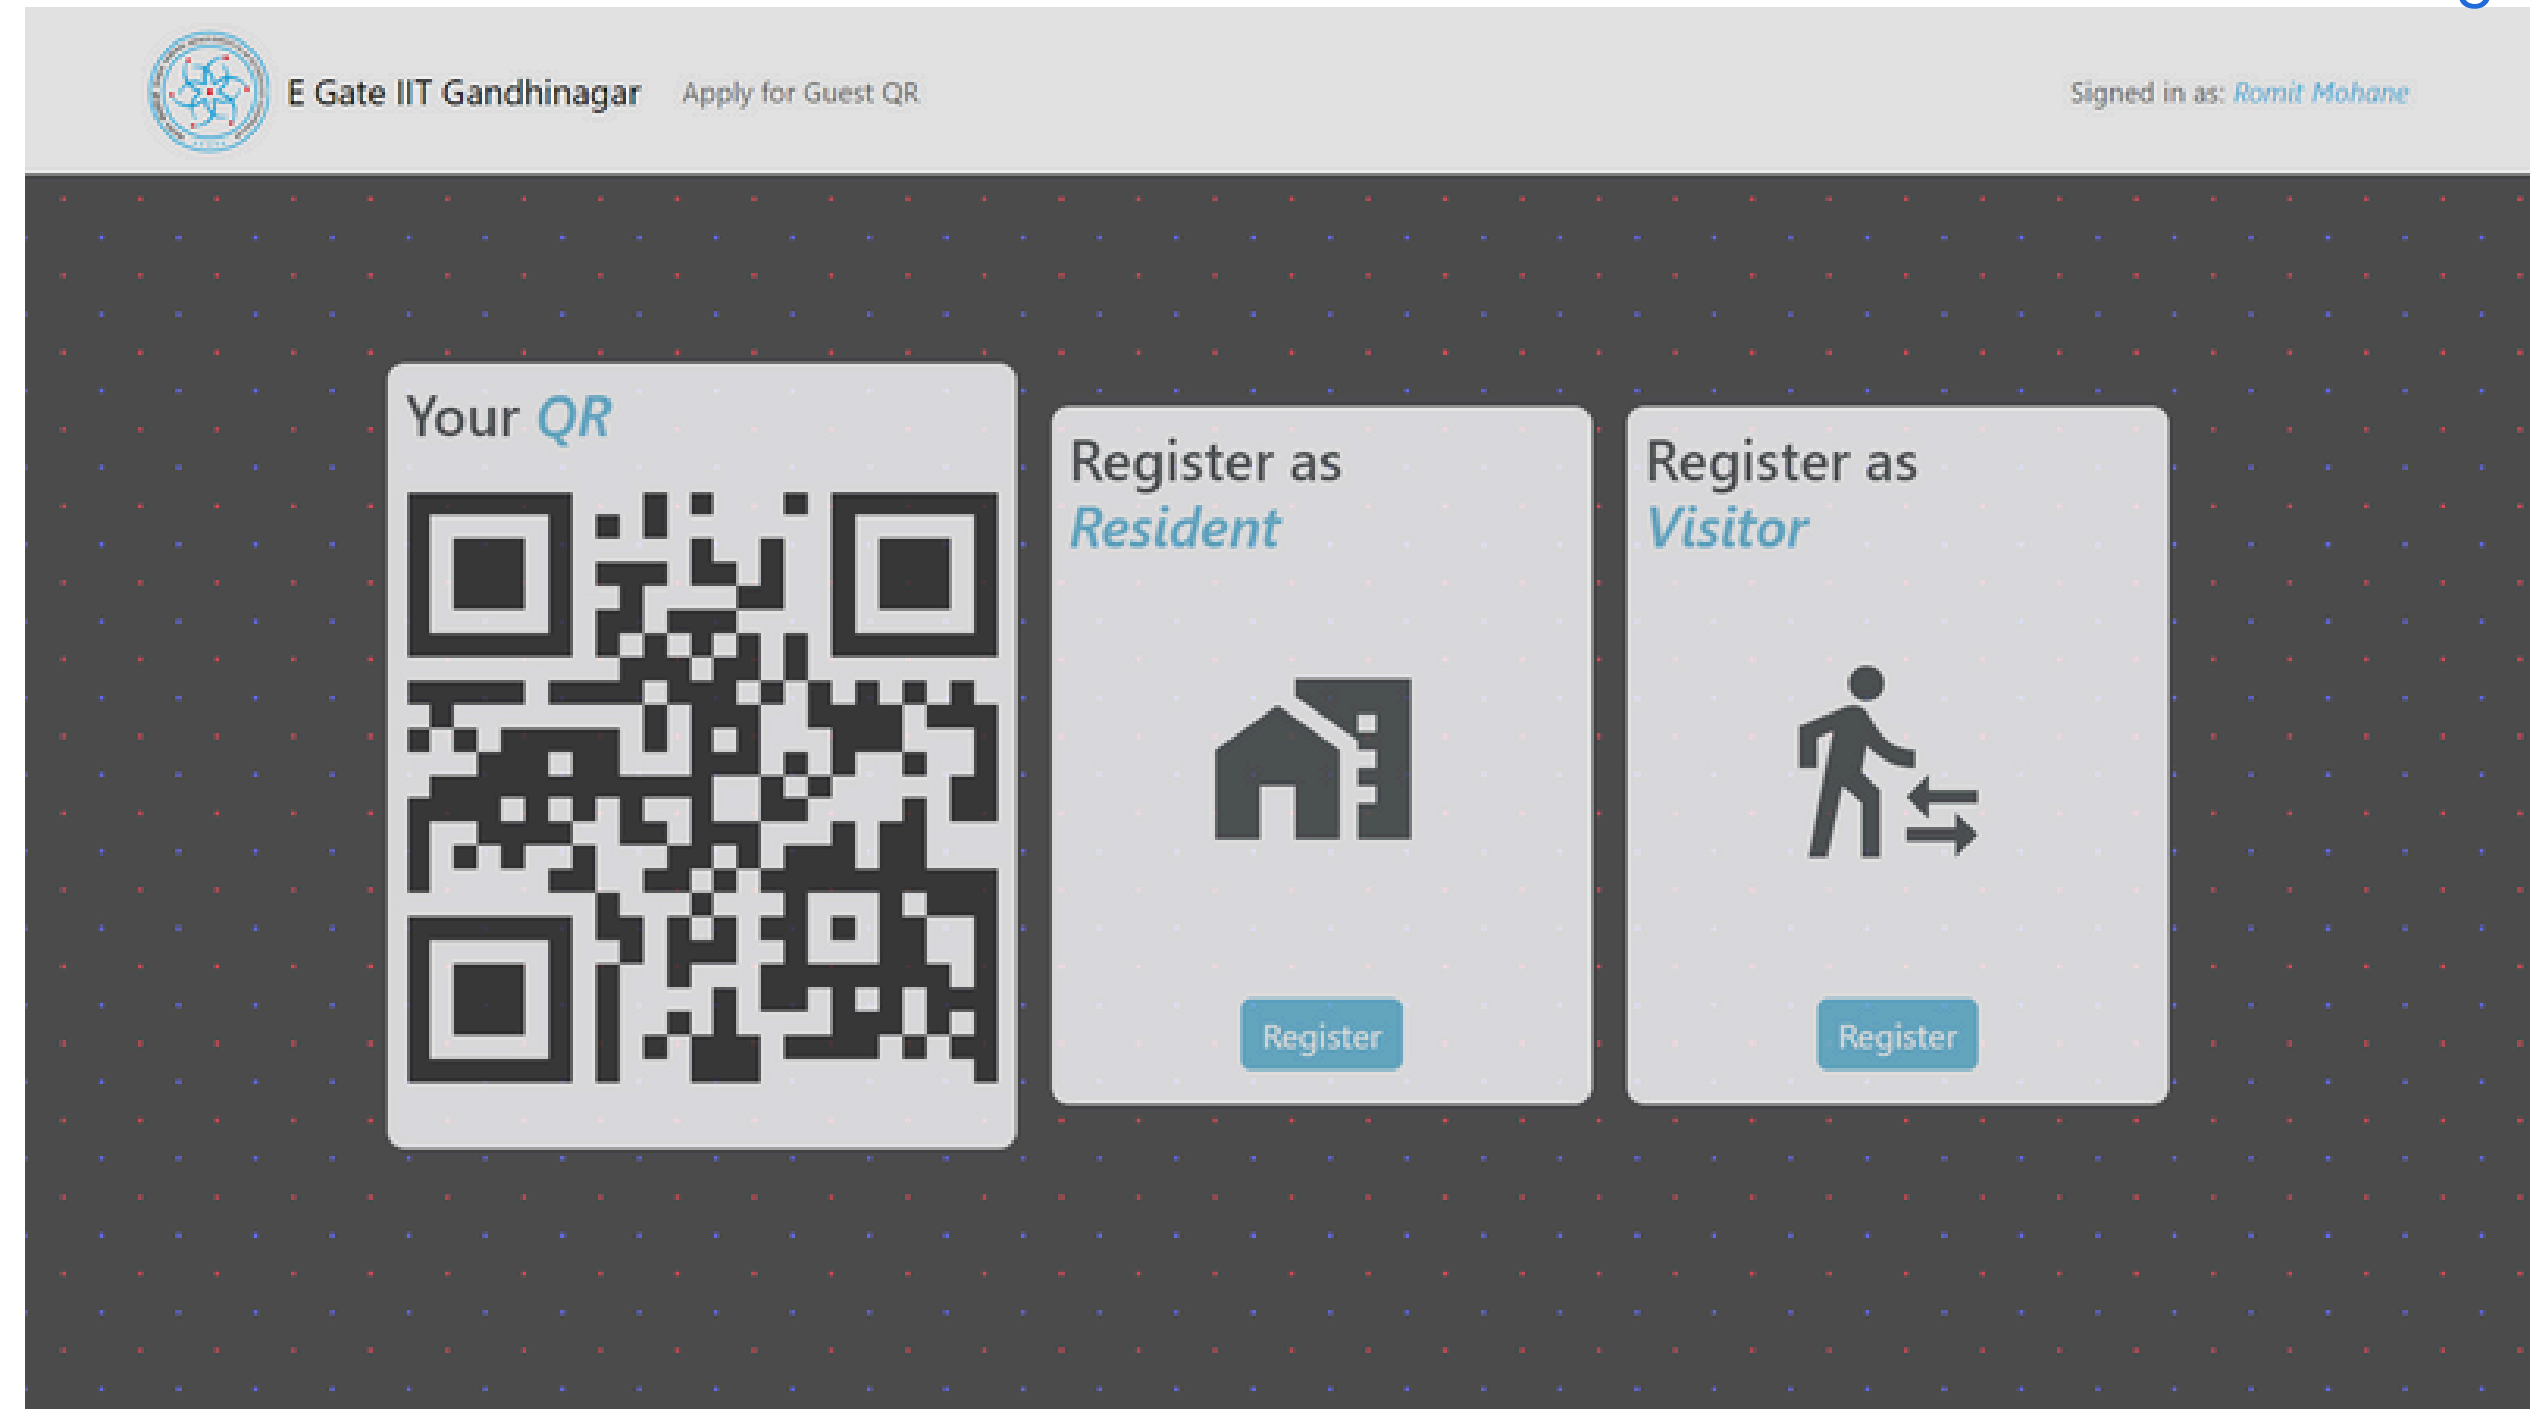 E Gate IIT Gandhinagar Apply for Guest QR Signed in as: Romit Mohane
Your QR
Register as
Resident
Register
Register as
Visitor
Register